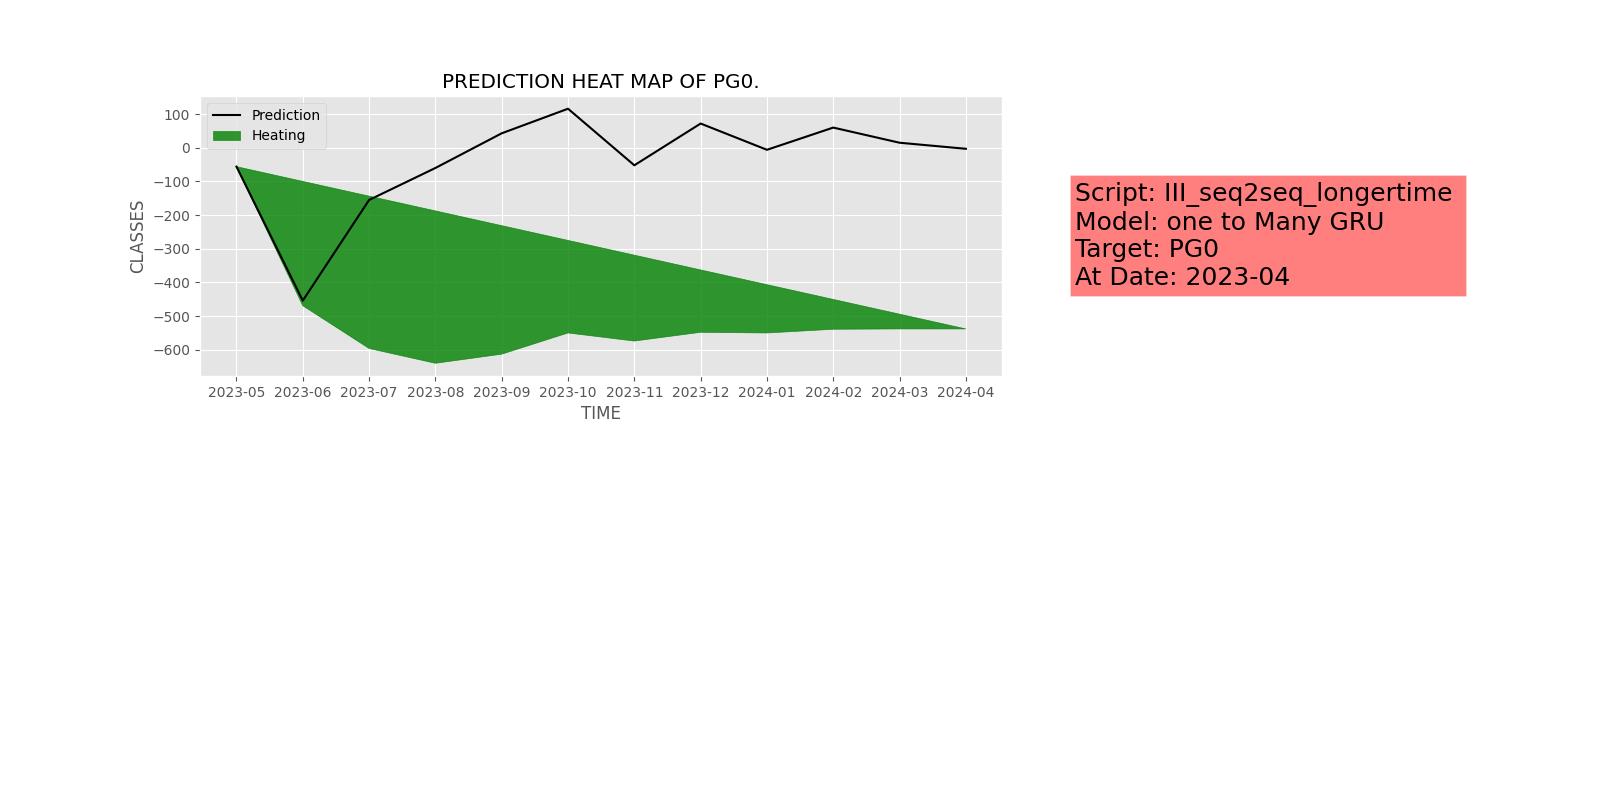 PREDICTION HEAT MAP OF PG0.
Prediction
Heating
100
0
−100
−200
−300
−400
−500
−600
CLASSES
2023-05 2023-06 2023-07 2023-08 2023-09 2023-10 2023-11 2023-12 2024-01 2024-02 2024-03 2024-04
TIME
Script: III_seq2seq_longertime
Model: one to Many GRU
Target: PG0
At Date: 2023-04